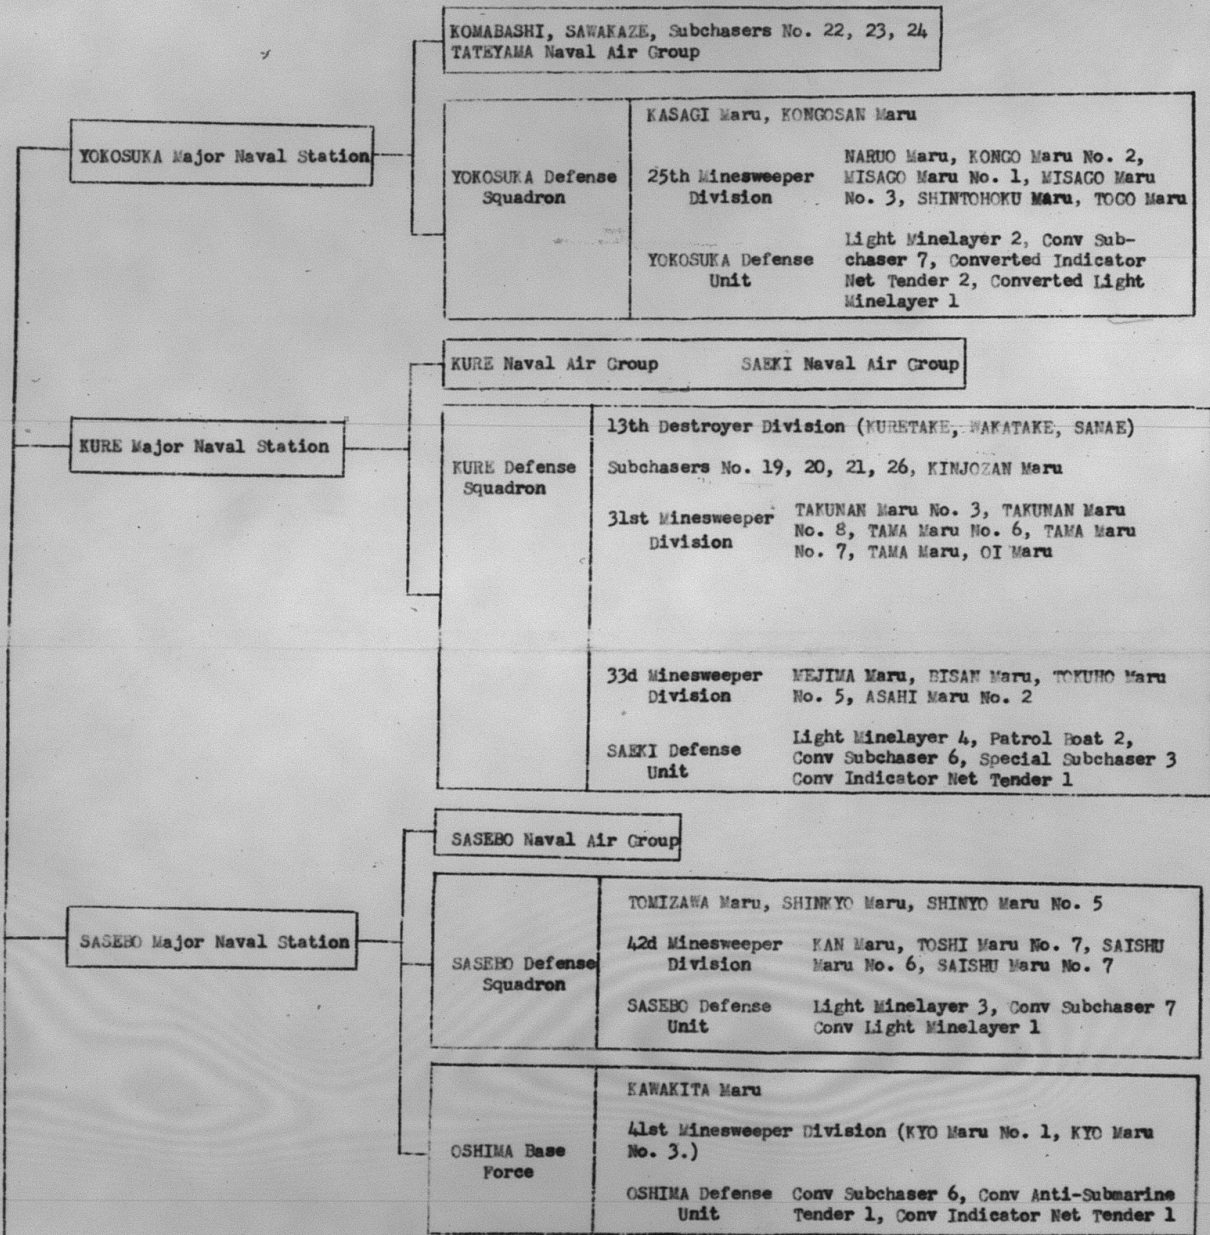 KOMABASHI, SAWAKAZE, Subchasers No. 22, 23, 24
TATEYAMA Naval Air Group
YOKOSUKA Major Naval Station
YOKOSUKA Defense
Squadron
KASAGI Maru, KONGOSAN Maru
25th Minesweeper
Division
NARUO Maru, KONGO Maru No. 2,
MISAGO Maru No. 1, MISAGO Maru
No. 3, SHINTOHOKU Maru, TOGO Maru
YOKOSUKA Defense
Unit
Light Minelayer 2, Conv Sub-
chaser 7, Converted Indicator
Net Tender 2, Converted Light
Minelayer 1
KURE Major Naval Station
KURE Naval Air Group SAEKI Naval Air Group
KURE Defense
Squadron
13th Destroyer Division (KURETAKE, WAKATAKE, SANAE)
Subchasers No. 19, 20, 21, 26, KINJOZAN Maru
31st Minesweeper
Division
TAKUNAN Maru No. 3, TAKUNAN Maru
No. 8, TAMA Maru No. 6, TAMA Maru
No. 7, TAMA Maru, OI Maru
33d Minesweeper
Division
MEJIMA Maru, BISAN Maru, TOKUHO Maru
No. 5, ASAHI Maru No. 2
SAEKI Defense
Unit
Light Minelayer 4, Patrol Boat 2,
Conv Subchaser 6, Special Subchaser 3
Conv Indicator Net Tender 1
SASEBO Major Naval Station
SASEBO Naval Air Group
SASEBO Defense
Squadron
TOMIZAWA Maru, SHINKYO Maru, SHINYO Maru No. 5
42d Minesweeper
Division
KAN Maru, TOSHI Maru No. 7, SAISHU
Maru No. 6, SAISHU Maru No. 7
SASEBO Defense
Unit
Light Minelayer 3, Conv Subchaser 7
Conv Light Minelayer 1
OSHIMA Base
Force
KAWAKITA Maru
41st Minesweeper Division (KYO Maru No. 1, KYO Maru
No. 3.)
OSHIMA Defense
Unit
Conv Subchaser 6, Conv Anti-Submarine
Tender 1, Conv Indicator Net Tender 1